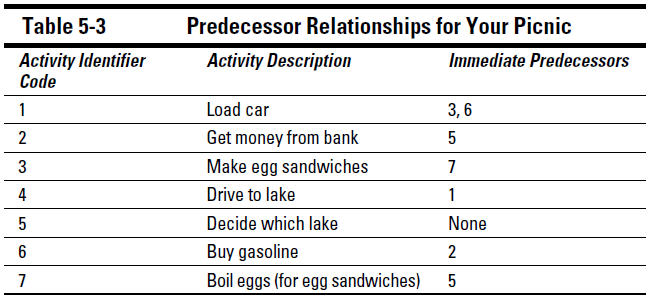 Table 5-3 Predecessor Relationships for Your Picnic
Activity Identifier Code Activity Description Immediate Predecessors
1 Load car 3, 6
2 Get money from bank 5
3 Make egg sandwiches 7
4 Drive to lake 1
5 Decide which lake None
6 Buy gasoline 2
7 Boil eggs (for egg sandwiches) 5